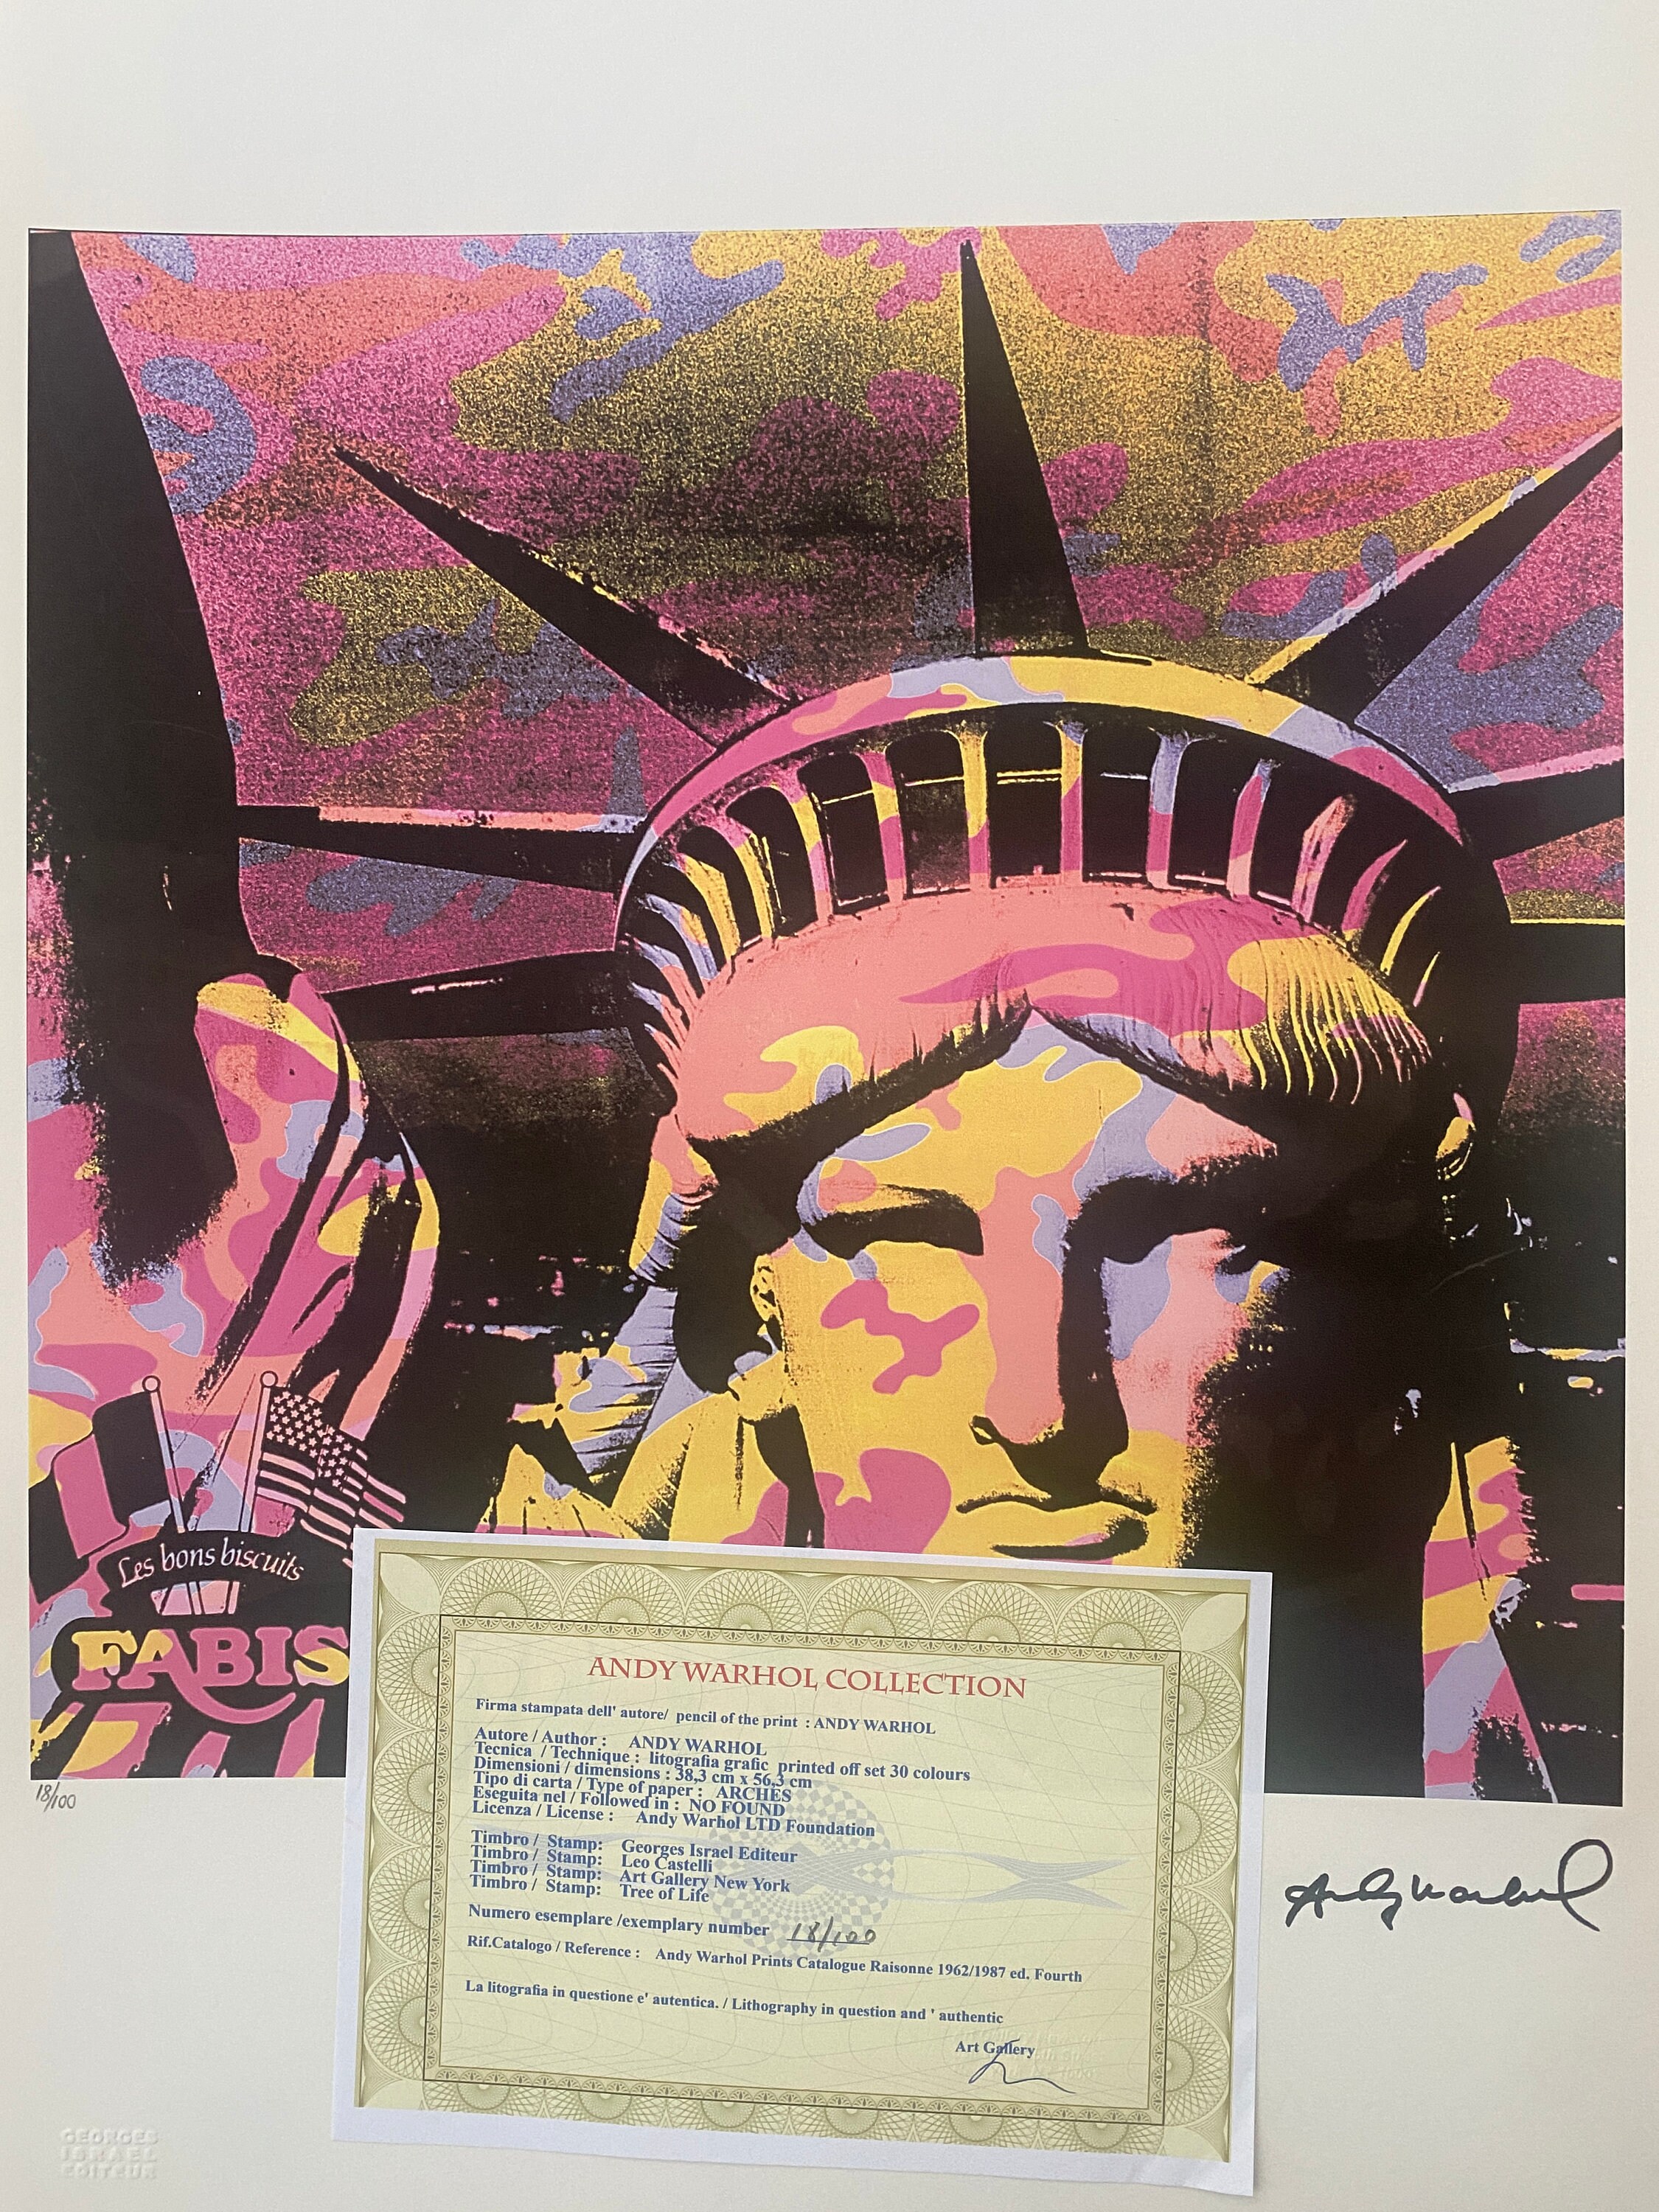 Les bons biscuits
FABIS
18/100
Andy Warhol
ANDY WARHOL COLLECTION
Firma stampata dell' autore/ pencil of the print : ANDY WARHOL
Autore / Author : ANDY WARHOL
Tecnica / Technique : litografia grafic printed off set 30 colours
Dimensioni / dimensions : 38,3 cm x 56,3 cm
Tipo di carta / Type of paper : ARCHES
Eseguita nel / Followed in : NO FOUND
Licenza / License : Andy Warhol LTD Foundation
Timbro / Stamp: Georges Israel Editeur
Timbro / Stamp: Leo Castelli
Timbro / Stamp: Art Gallery New York
Timbro / Stamp: Tree of Life
Numero esemplare /exemplary number 18/100
Rif.Catalogo / Reference : Andy Warhol Prints Catalogue Raisonne 1962/1987 ed. Fourth
La litografia in questione e' autentica. / Lithography in question and ' authentic
Art Gallery
GEORGES
ISRAEL
EDITEUR